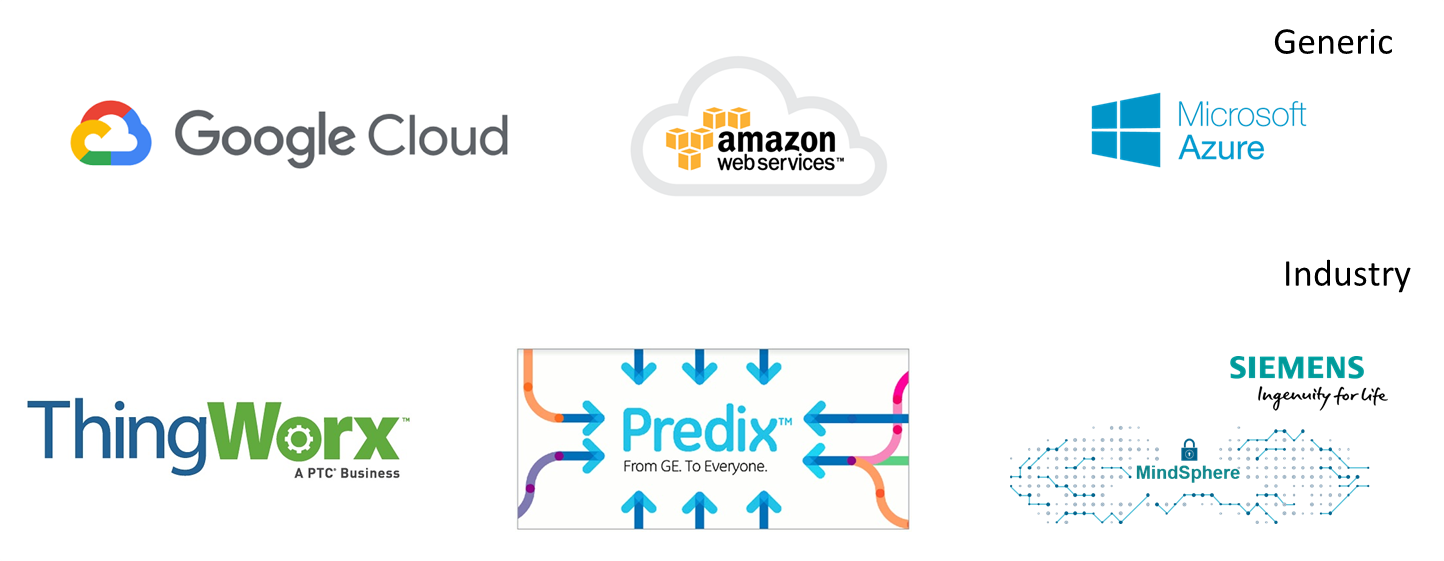 Generic
Google Cloud
amazon
web services™
Microsoft
Azure
Industry
ThingWorx™
A PTC® Business
Predix™
From GE. To Everyone.
SIEMENS
Ingenuity for life
MindSphere